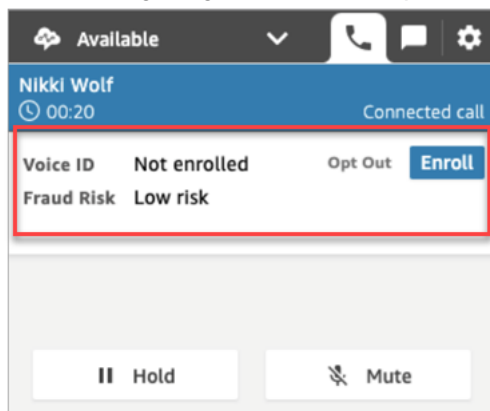 Available
Nikki Wolf
00:20 Connected call
Voice ID Not enrolled Opt Out Enroll
Fraud Risk Low risk
Hold Mute